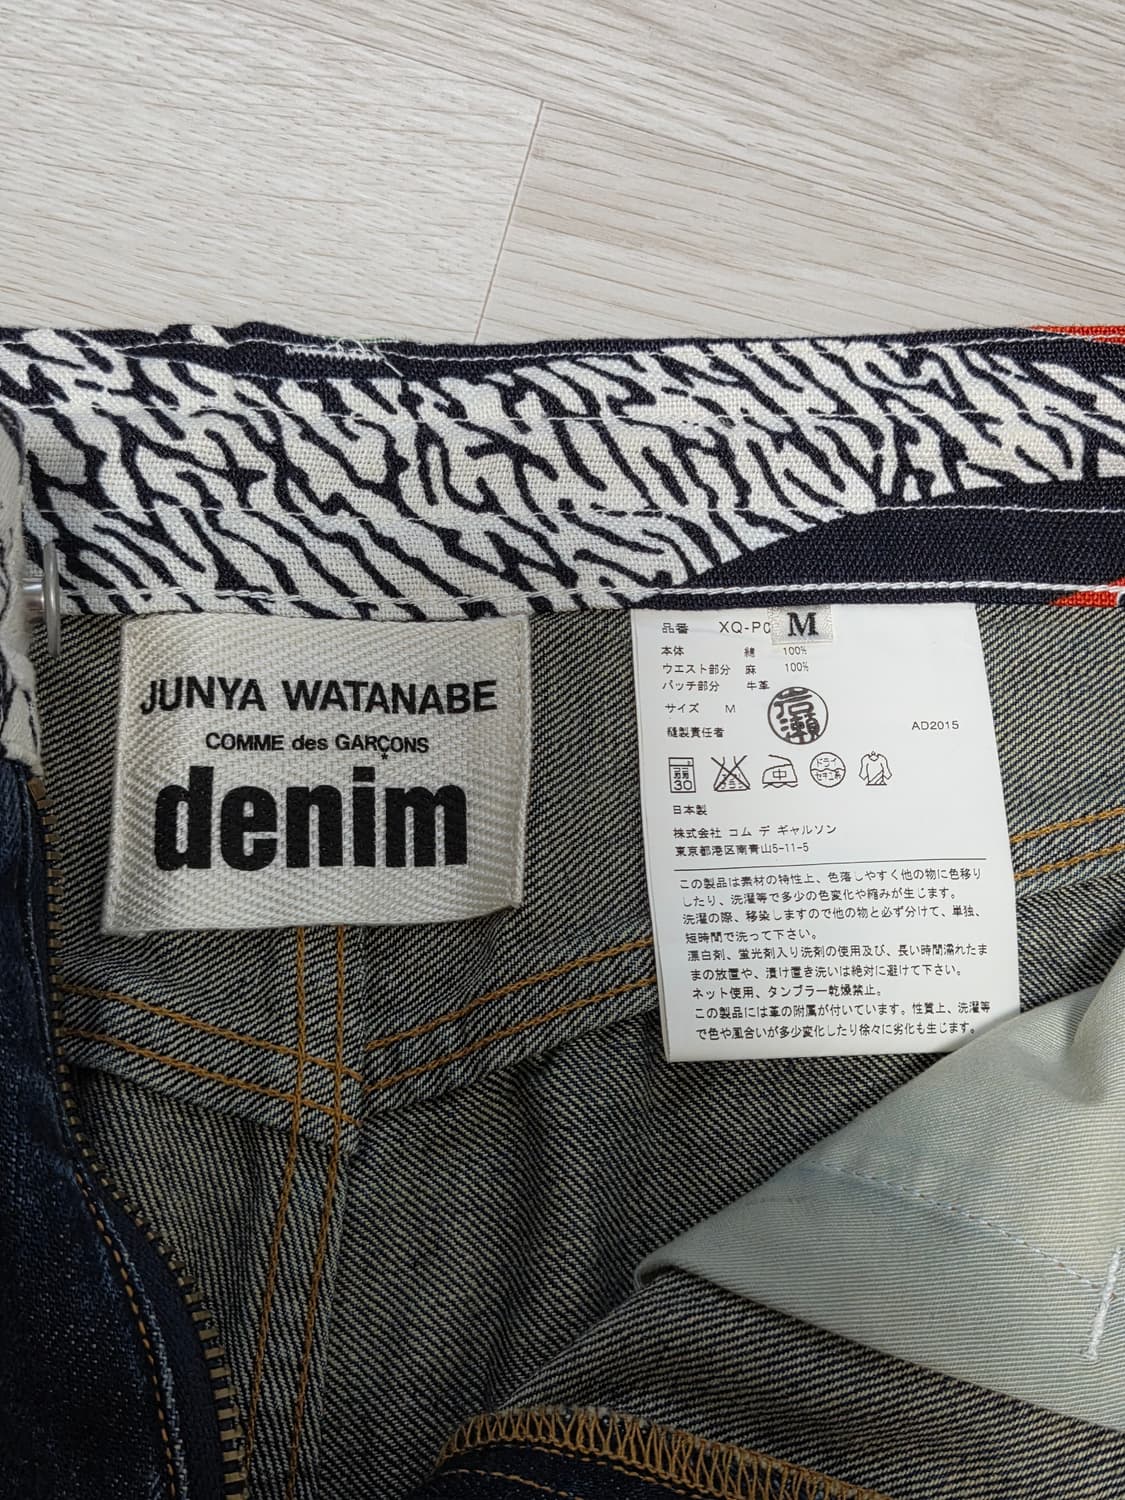 JUNYA WATANABE
COMME des GARÇONS
denim
M
品番 XQ-P0
本体 綿 100%
ウエスト部分 麻 100%
パッチ部分 牛革
サイズ M
縫製責任者 岩瀬 AD2015
30
ドライ
セキユ系
中
日本製
株式会社 コム デ ギャルソン
東京都港区南青山5-11-5
この製品は素材の特性上、色落しやすく他の物に色移り
したり、洗濯等で多少の色変化や縮みが生じます。
洗濯の際、移染しますので他の物と必ず分けて、単独、
短時間で洗って下さい。
漂白剤、蛍光剤入り洗剤の使用及び、長い時間濡れたま
まの放置や、漬け置き洗いは絶対に避けて下さい。
ネット使用、タンブラー乾燥禁止。
この製品には革の附属が付いています。性質上、洗濯等
で色や風合いが多少変化したり徐々に劣化も生じます。